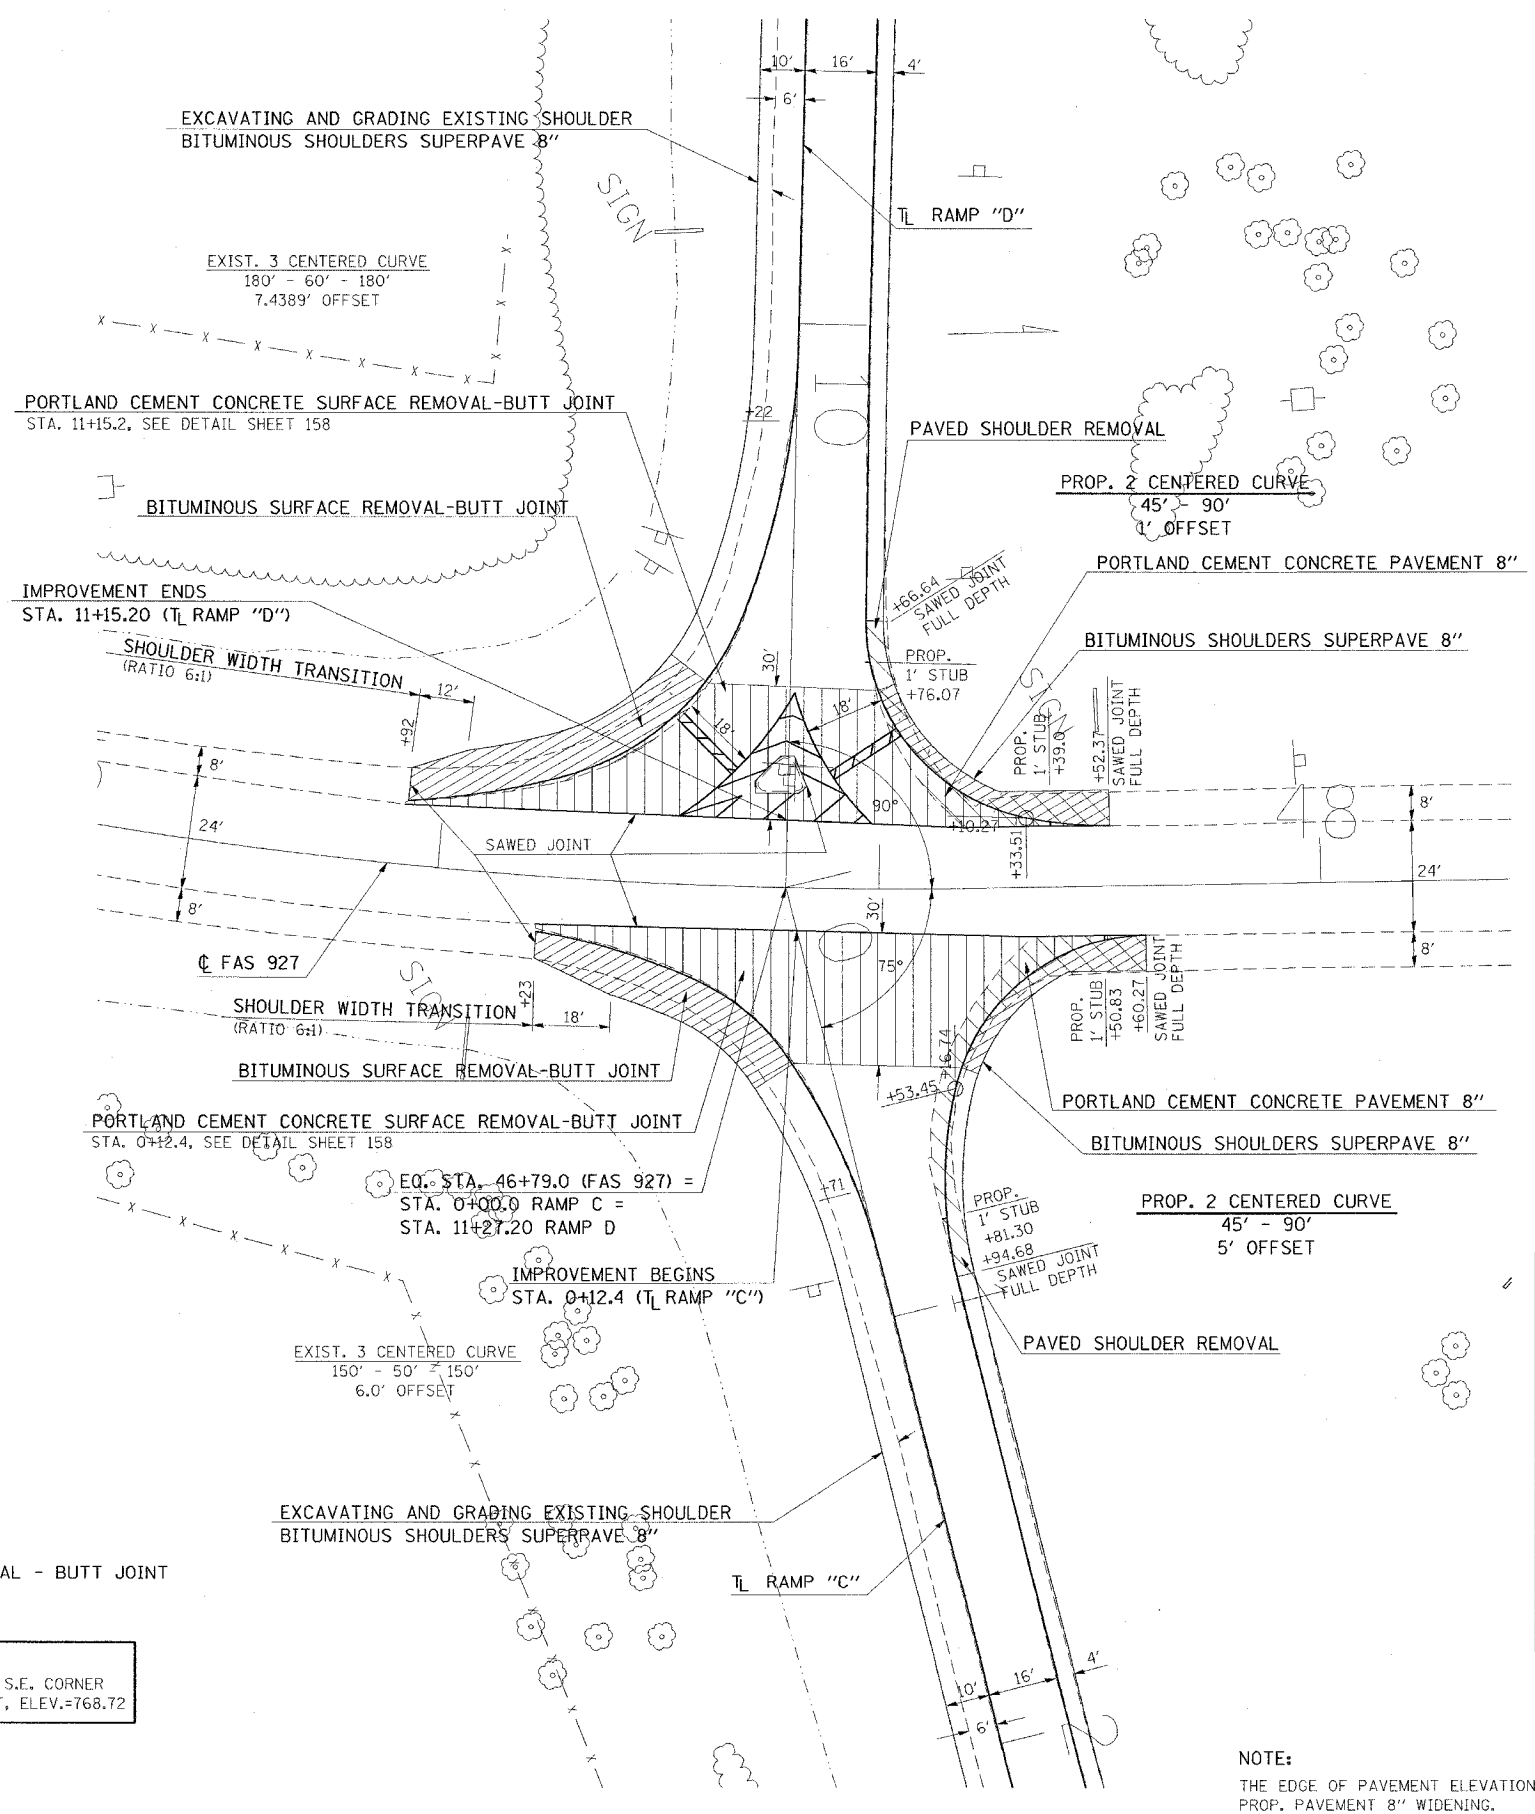 10' 16' 4'
6'
EXCAVATING AND GRADING EXISTING SHOULDER
BITUMINOUS SHOULDERS SUPERPAVE 8"
SIGN
TL RAMP "D"
EXIST. 3 CENTERED CURVE
180' - 60' - 180'
7.4389' OFFSET
PORTLAND CEMENT CONCRETE SURFACE REMOVAL-BUTT JOINT
STA. 11+15.2, SEE DETAIL SHEET 158
+22
10
PAVED SHOULDER REMOVAL
PROP. 2 CENTERED CURVE
45' - 90'
1' OFFSET
BITUMINOUS SURFACE REMOVAL-BUTT JOINT
PORTLAND CEMENT CONCRETE PAVEMENT 8"
+66.64
SAWED JOINT
FULL DEPTH
IMPROVEMENT ENDS
STA. 11+15.20 (TL RAMP "D")
BITUMINOUS SHOULDERS SUPERPAVE 8"
SHOULDER WIDTH TRANSITION
(RATIO 6:1)
12'
+92
30'
PROP.
1' STUB
+76.07
SIGN
18'
18'
PROP.
1' STUB
+39.0
+52.37
SAWED JOINT
FULL DEPTH
8'
24'
8'
90°
+10.27
+33.51
48
8'
24'
8'
SAWED JOINT
30'
75°
℄ FAS 927
SIGN
SHOULDER WIDTH TRANSITION
(RATIO 6:1)
+23
18'
PROP.
1' STUB
+50.83
+60.27
SAWED JOINT
FULL DEPTH
BITUMINOUS SURFACE REMOVAL-BUTT JOINT
+16.74
+53.45
PORTLAND CEMENT CONCRETE PAVEMENT 8"
PORTLAND CEMENT CONCRETE SURFACE REMOVAL-BUTT JOINT
STA. 0+12.4, SEE DETAIL SHEET 158
BITUMINOUS SHOULDERS SUPERPAVE 8"
EQ. STA. 46+79.0 (FAS 927) =
STA. 0+00.0 RAMP C =
STA. 11+27.20 RAMP D
+71
PROP.
1' STUB
+81.30
+94.68
SAWED JOINT
FULL DEPTH
PROP. 2 CENTERED CURVE
45' - 90'
5' OFFSET
IMPROVEMENT BEGINS
STA. 0+12.4 (TL RAMP "C")
PAVED SHOULDER REMOVAL
EXIST. 3 CENTERED CURVE
150' - 50' - 150'
6.0' OFFSET
EXCAVATING AND GRADING EXISTING SHOULDER
BITUMINOUS SHOULDERS SUPERPAVE 8"
AL - BUTT JOINT
TL RAMP "C"
S.E. CORNER
, ELEV.=768.72
10' 16' 4'
6'
NOTE:
THE EDGE OF PAVEMENT ELEVATION
PROP. PAVEMENT 8" WIDENING.